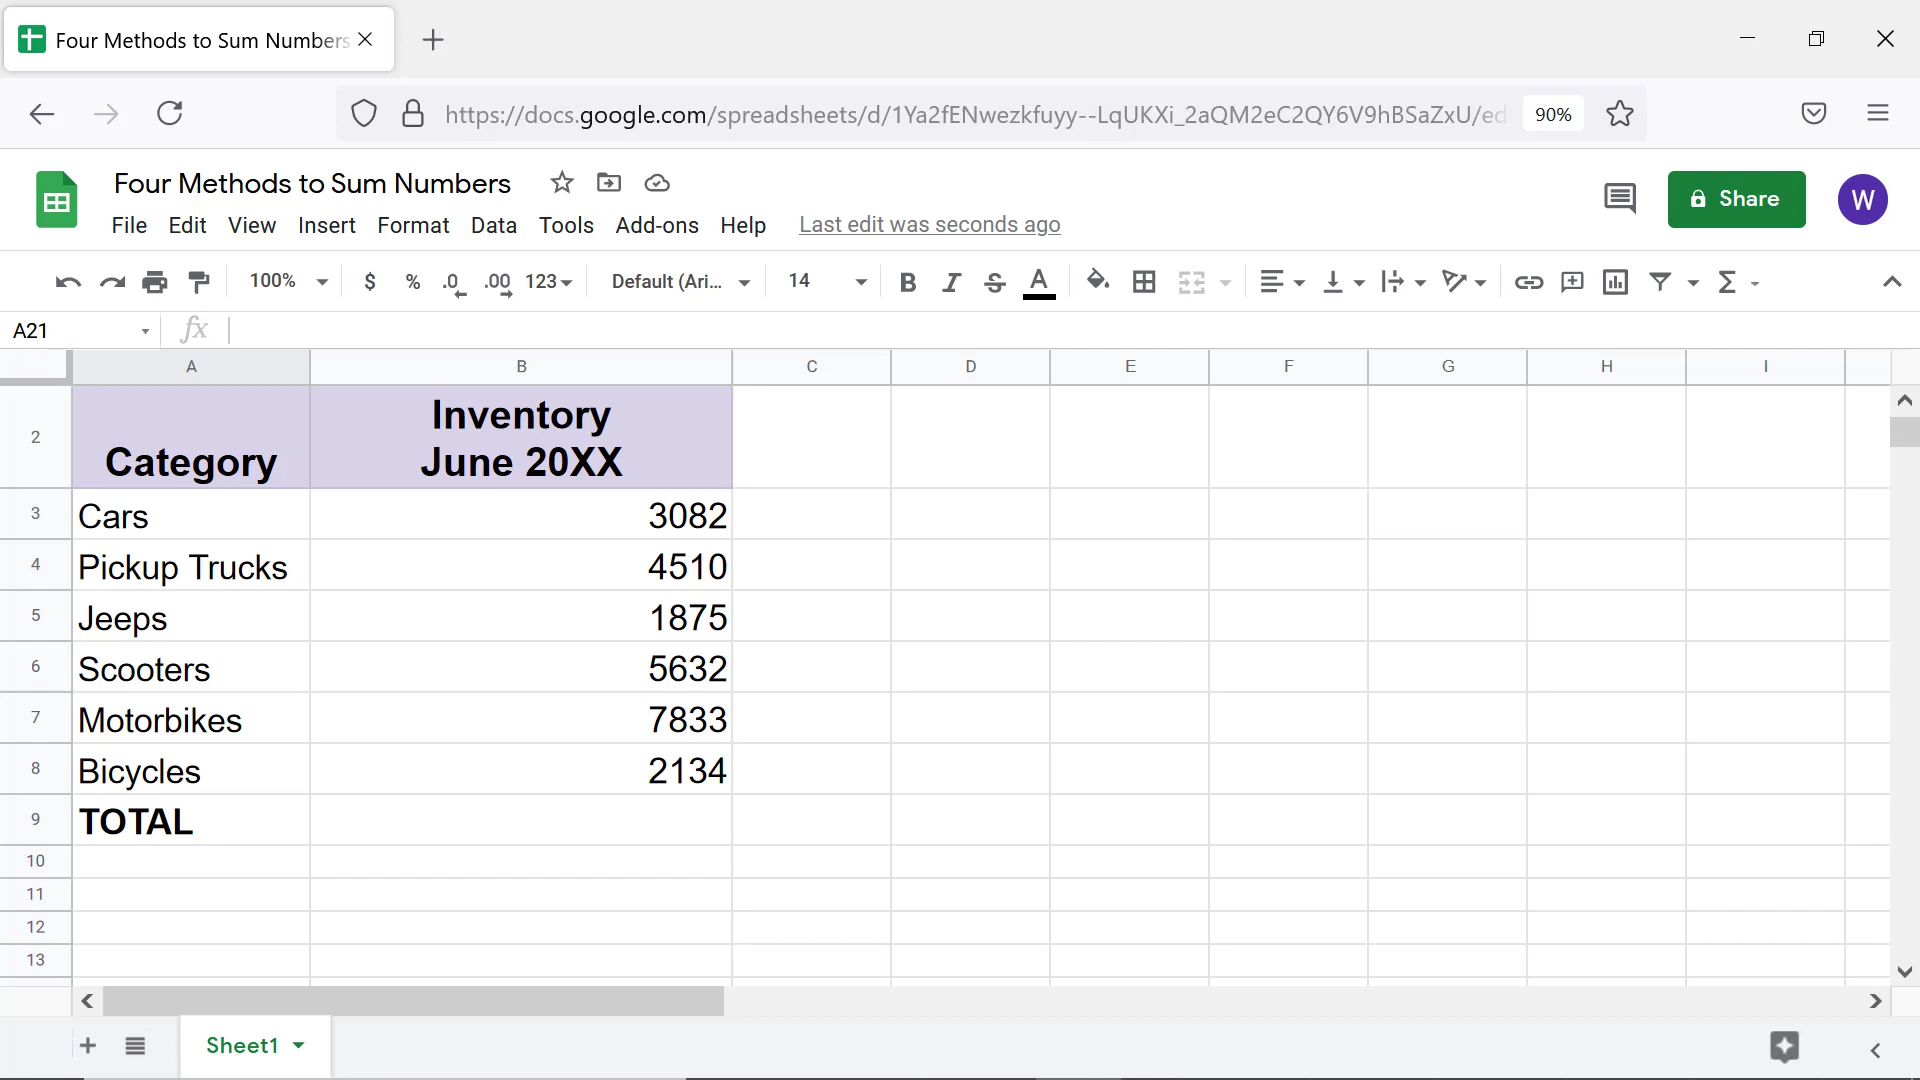 Four Methods to Sum Numbers
https://docs.google.com/spreadsheets/d/1Ya2fENwezkfuyy--LqUKXi_2aQM2eC2QY6V9hBSaZxU/ed
90%
Four Methods to Sum Numbers
File Edit View Insert Format Data Tools Add-ons Help Last edit was seconds ago
Share
W
100% $ % .0 .00 123 Default (Ari... 14 B I S A Σ
A21 fx
A B C D E F G H I
2 Category Inventory
June 20XX
3 Cars 3082
4 Pickup Trucks 4510
5 Jeeps 1875
6 Scooters 5632
7 Motorbikes 7833
8 Bicycles 2134
9 TOTAL
10
11
12
13
Sheet1